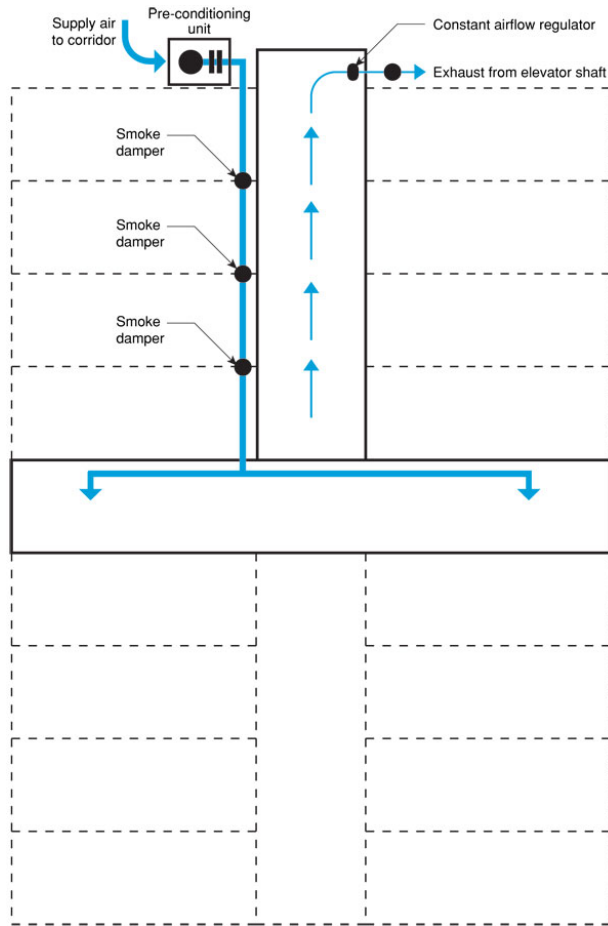 Supply air
to corridor
Pre-conditioning
unit
Constant airflow regulator
Exhaust from elevator shaft
Smoke
damper
Smoke
damper
Smoke
damper